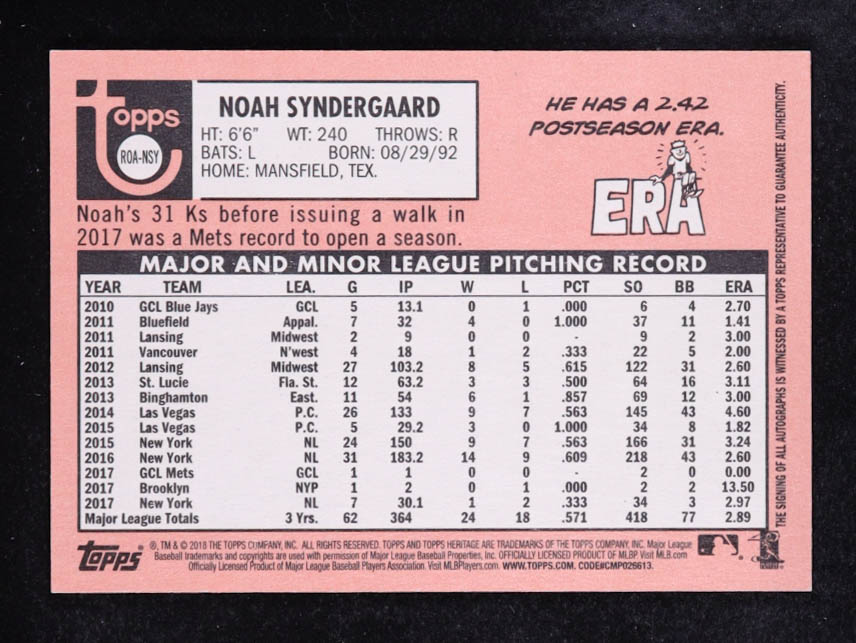 Topps
ROA-NSY
NOAH SYNDERGAARD
HT: 6'6" WT: 240 THROWS: R
BATS: L BORN: 08/29/92
HOME: MANSFIELD, TEX.
Noah's 31 Ks before issuing a walk in
2017 was a Mets record to open a season.
HE HAS A 2.42
POSTSEASON ERA.
ERA
MAJOR AND MINOR LEAGUE PITCHING RECORD
YEAR TEAM LEA. G IP W L PCT SO BB ERA
2010 GCL Blue Jays GCL 5 13.1 0 1 .000 6 4 2.70
2011 Bluefield Appal. 7 32 4 0 1.000 37 11 1.41
2011 Lansing Midwest 2 9 0 0 - 9 2 3.00
2011 Vancouver N'west 4 18 1 2 .333 22 5 2.00
2012 Lansing Midwest 27 103.2 8 5 .615 122 31 2.60
2013 St. Lucie Fla. St. 12 63.2 3 3 .500 64 16 3.11
2013 Binghamton East. 11 54 6 1 .857 69 12 3.00
2014 Las Vegas P.C. 26 133 9 7 .563 145 43 4.60
2015 Las Vegas P.C. 5 29.2 3 0 1.000 34 8 1.82
2015 New York NL 24 150 9 7 .563 166 31 3.24
2016 New York NL 31 183.2 14 9 .609 218 43 2.60
2017 GCL Mets GCL 1 1 0 0 - 2 0 0.00
2017 Brooklyn NYP 1 2 0 1 .000 2 2 13.50
2017 New York NL 7 30.1 1 2 .333 34 3 2.97
Major League Totals 3 Yrs. 62 364 24 18 .571 418 77 2.89
THE SIGNING OF ALL AUTOGRAPHS IS WITNESSED BY A TOPPS REPRESENTATIVE TO GUARANTEE AUTHENTICITY.
Topps
®, TM & © 2018 THE TOPPS COMPANY, INC. ALL RIGHTS RESERVED. TOPPS AND TOPPS HERITAGE ARE TRADEMARKS OF THE TOPPS COMPANY, INC. Major League
Baseball trademarks and copyrights are used with permission of Major League Baseball Properties, Inc. OFFICIALLY LICENSED PRODUCT OF MLBP Visit MLB.com
Officially Licensed Product of Major League Baseball Players Association. Visit MLBPlayers.com. WWW.TOPPS.COM. CODE#CMP026613.